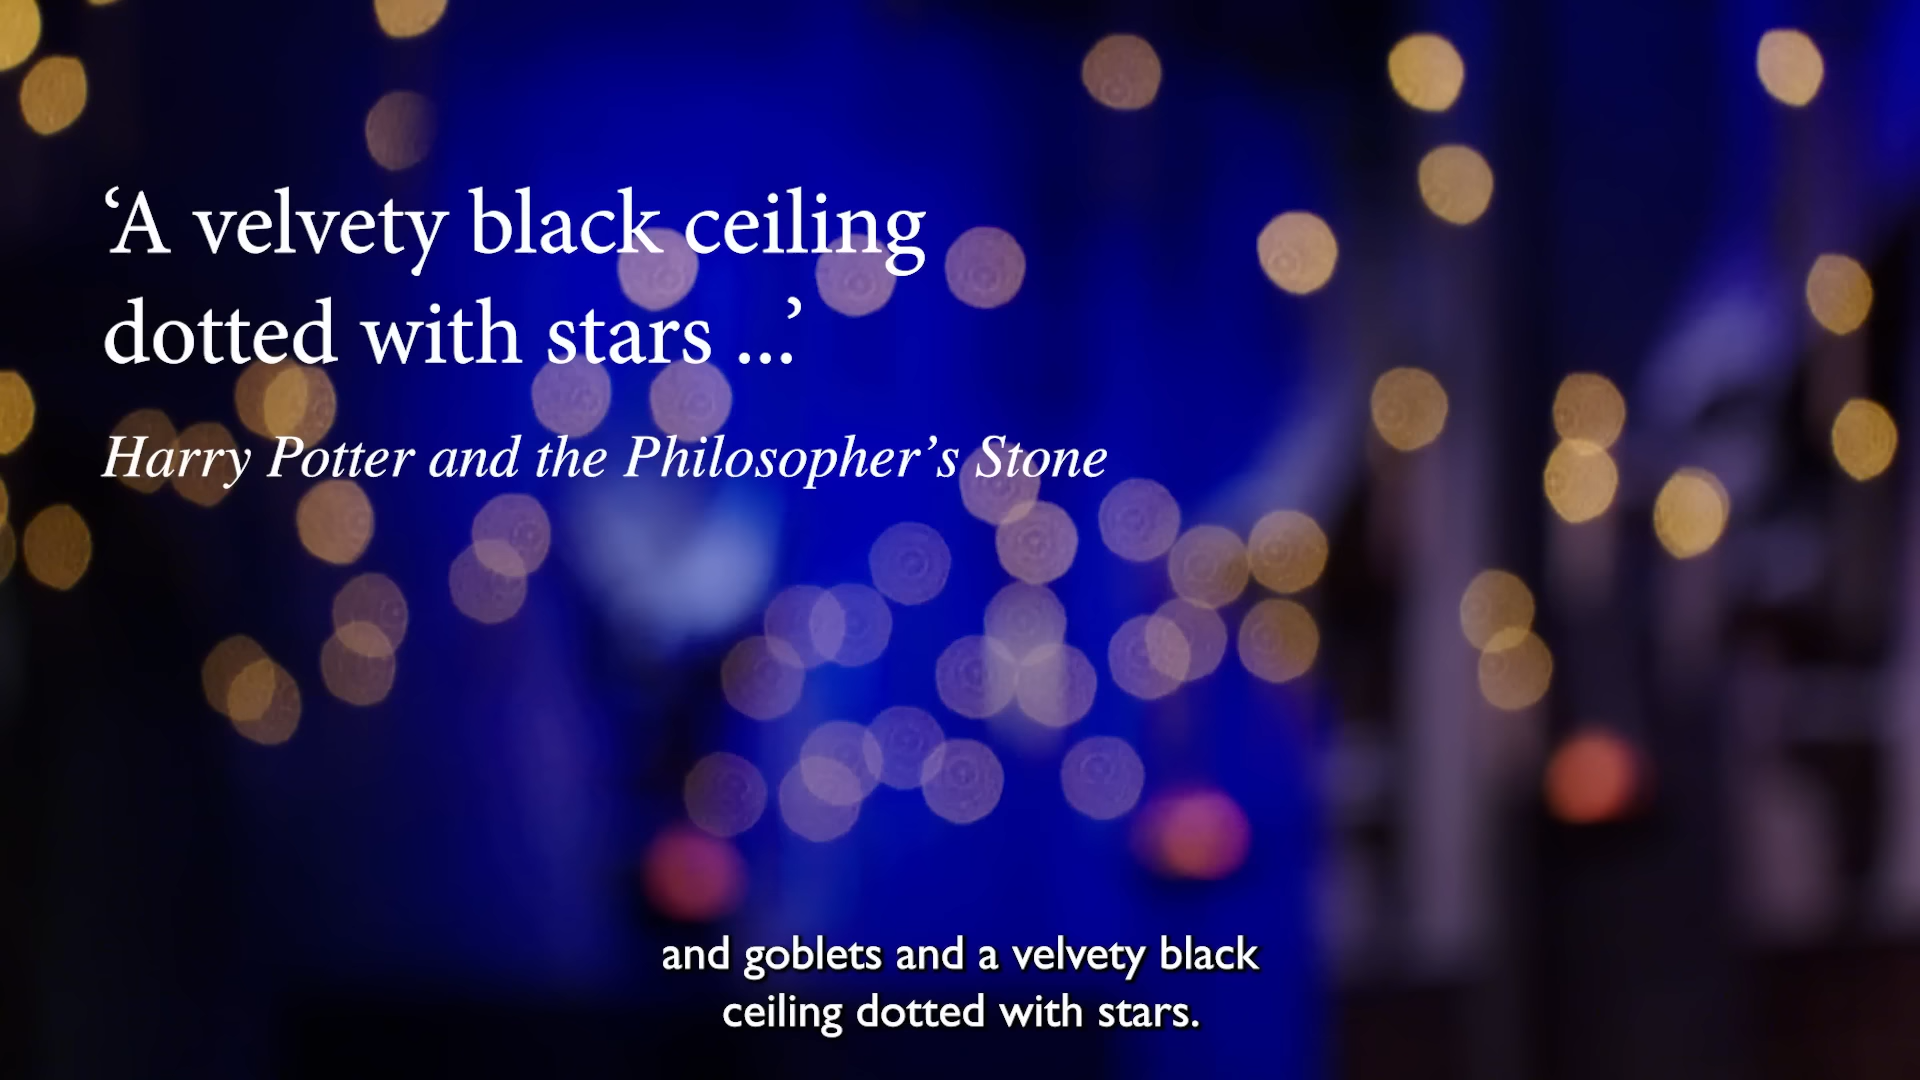 ‘A velvety black ceiling
dotted with stars ...’
Harry Potter and the Philosopher’s Stone
and goblets and a velvety black
ceiling dotted with stars.